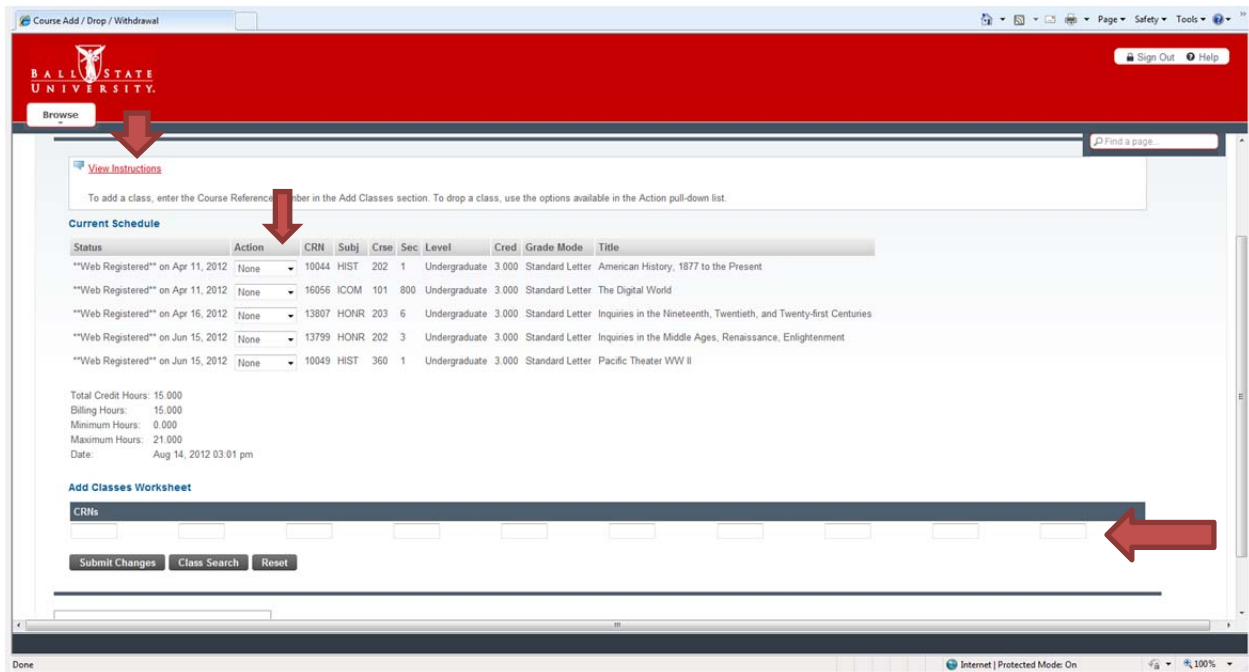 Course Add / Drop / Withdrawal
Page Safety Tools
BALL STATE
UNIVERSITY.
Sign Out Help
Browse
Find a page...
View Instructions
To add a class, enter the Course Reference in the Add Classes section. To drop a class, use the options available in the Action pull-down list.
Current Schedule
Status Action CRN Subj Crse Sec Level Cred Grade Mode Title
**Web Registered** on Apr 11, 2012 None 10044 HIST 202 1 Undergraduate 3.000 Standard Letter American History, 1877 to the Present
**Web Registered** on Apr 11, 2012 None 16056 ICOM 101 800 Undergraduate 3.000 Standard Letter The Digital World
**Web Registered** on Apr 16, 2012 None 13807 HONR 203 6 Undergraduate 3.000 Standard Letter Inquiries in the Nineteenth, Twentieth, and Twenty-first Centuries
**Web Registered** on Jun 15, 2012 None 13799 HONR 202 3 Undergraduate 3.000 Standard Letter Inquiries in the Middle Ages, Renaissance, Enlightenment
**Web Registered** on Jun 15, 2012 None 10049 HIST 360 1 Undergraduate 3.000 Standard Letter Pacific Theater WW II
Total Credit Hours: 15.000
Billing Hours: 15.000
Minimum Hours: 0.000
Maximum Hours: 21.000
Date: Aug 14, 2012 03:01 pm
Add Classes Worksheet
CRNs
Submit Changes Class Search Reset
Done Internet | Protected Mode: On 100%